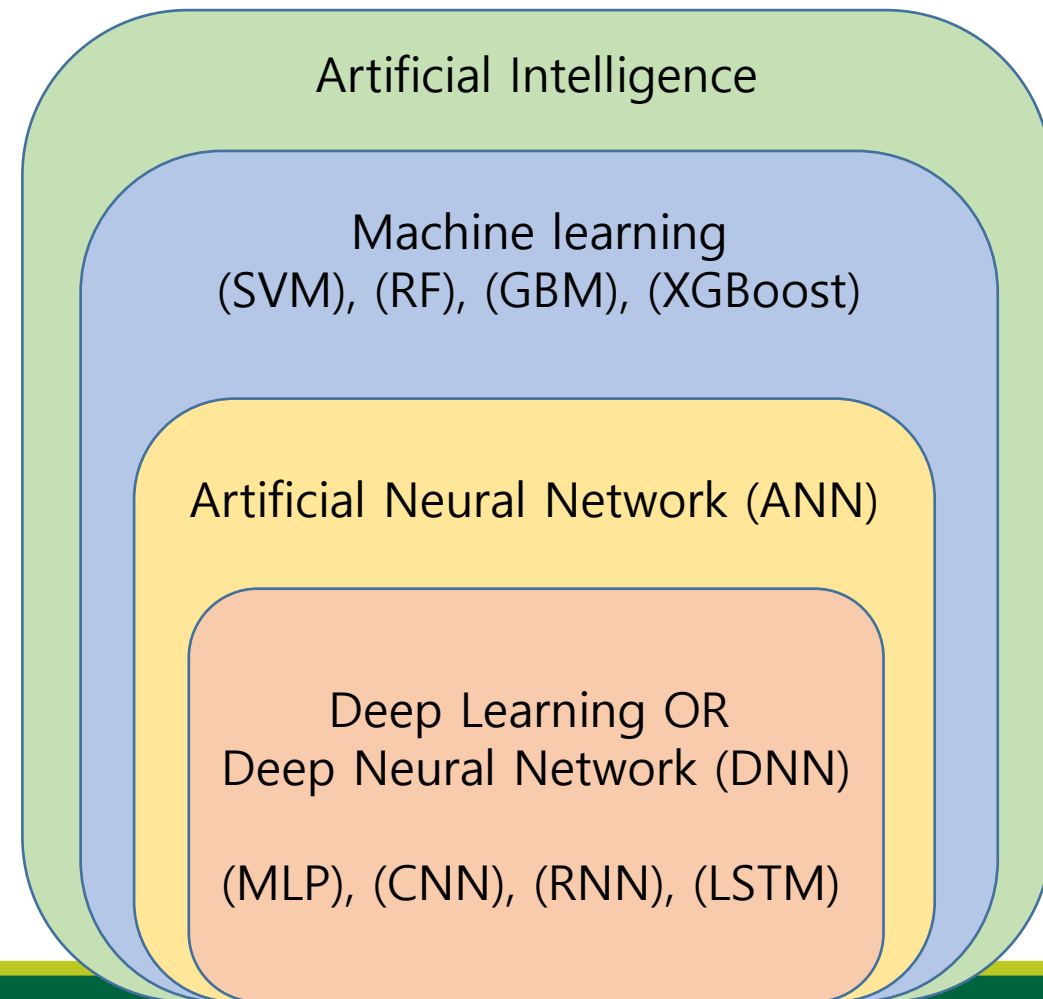 Artificial Intelligence
Machine learning
(SVM), (RF), (GBM), (XGBoost)
Artificial Neural Network (ANN)
Deep Learning OR
Deep Neural Network (DNN)
(MLP), (CNN), (RNN), (LSTM)